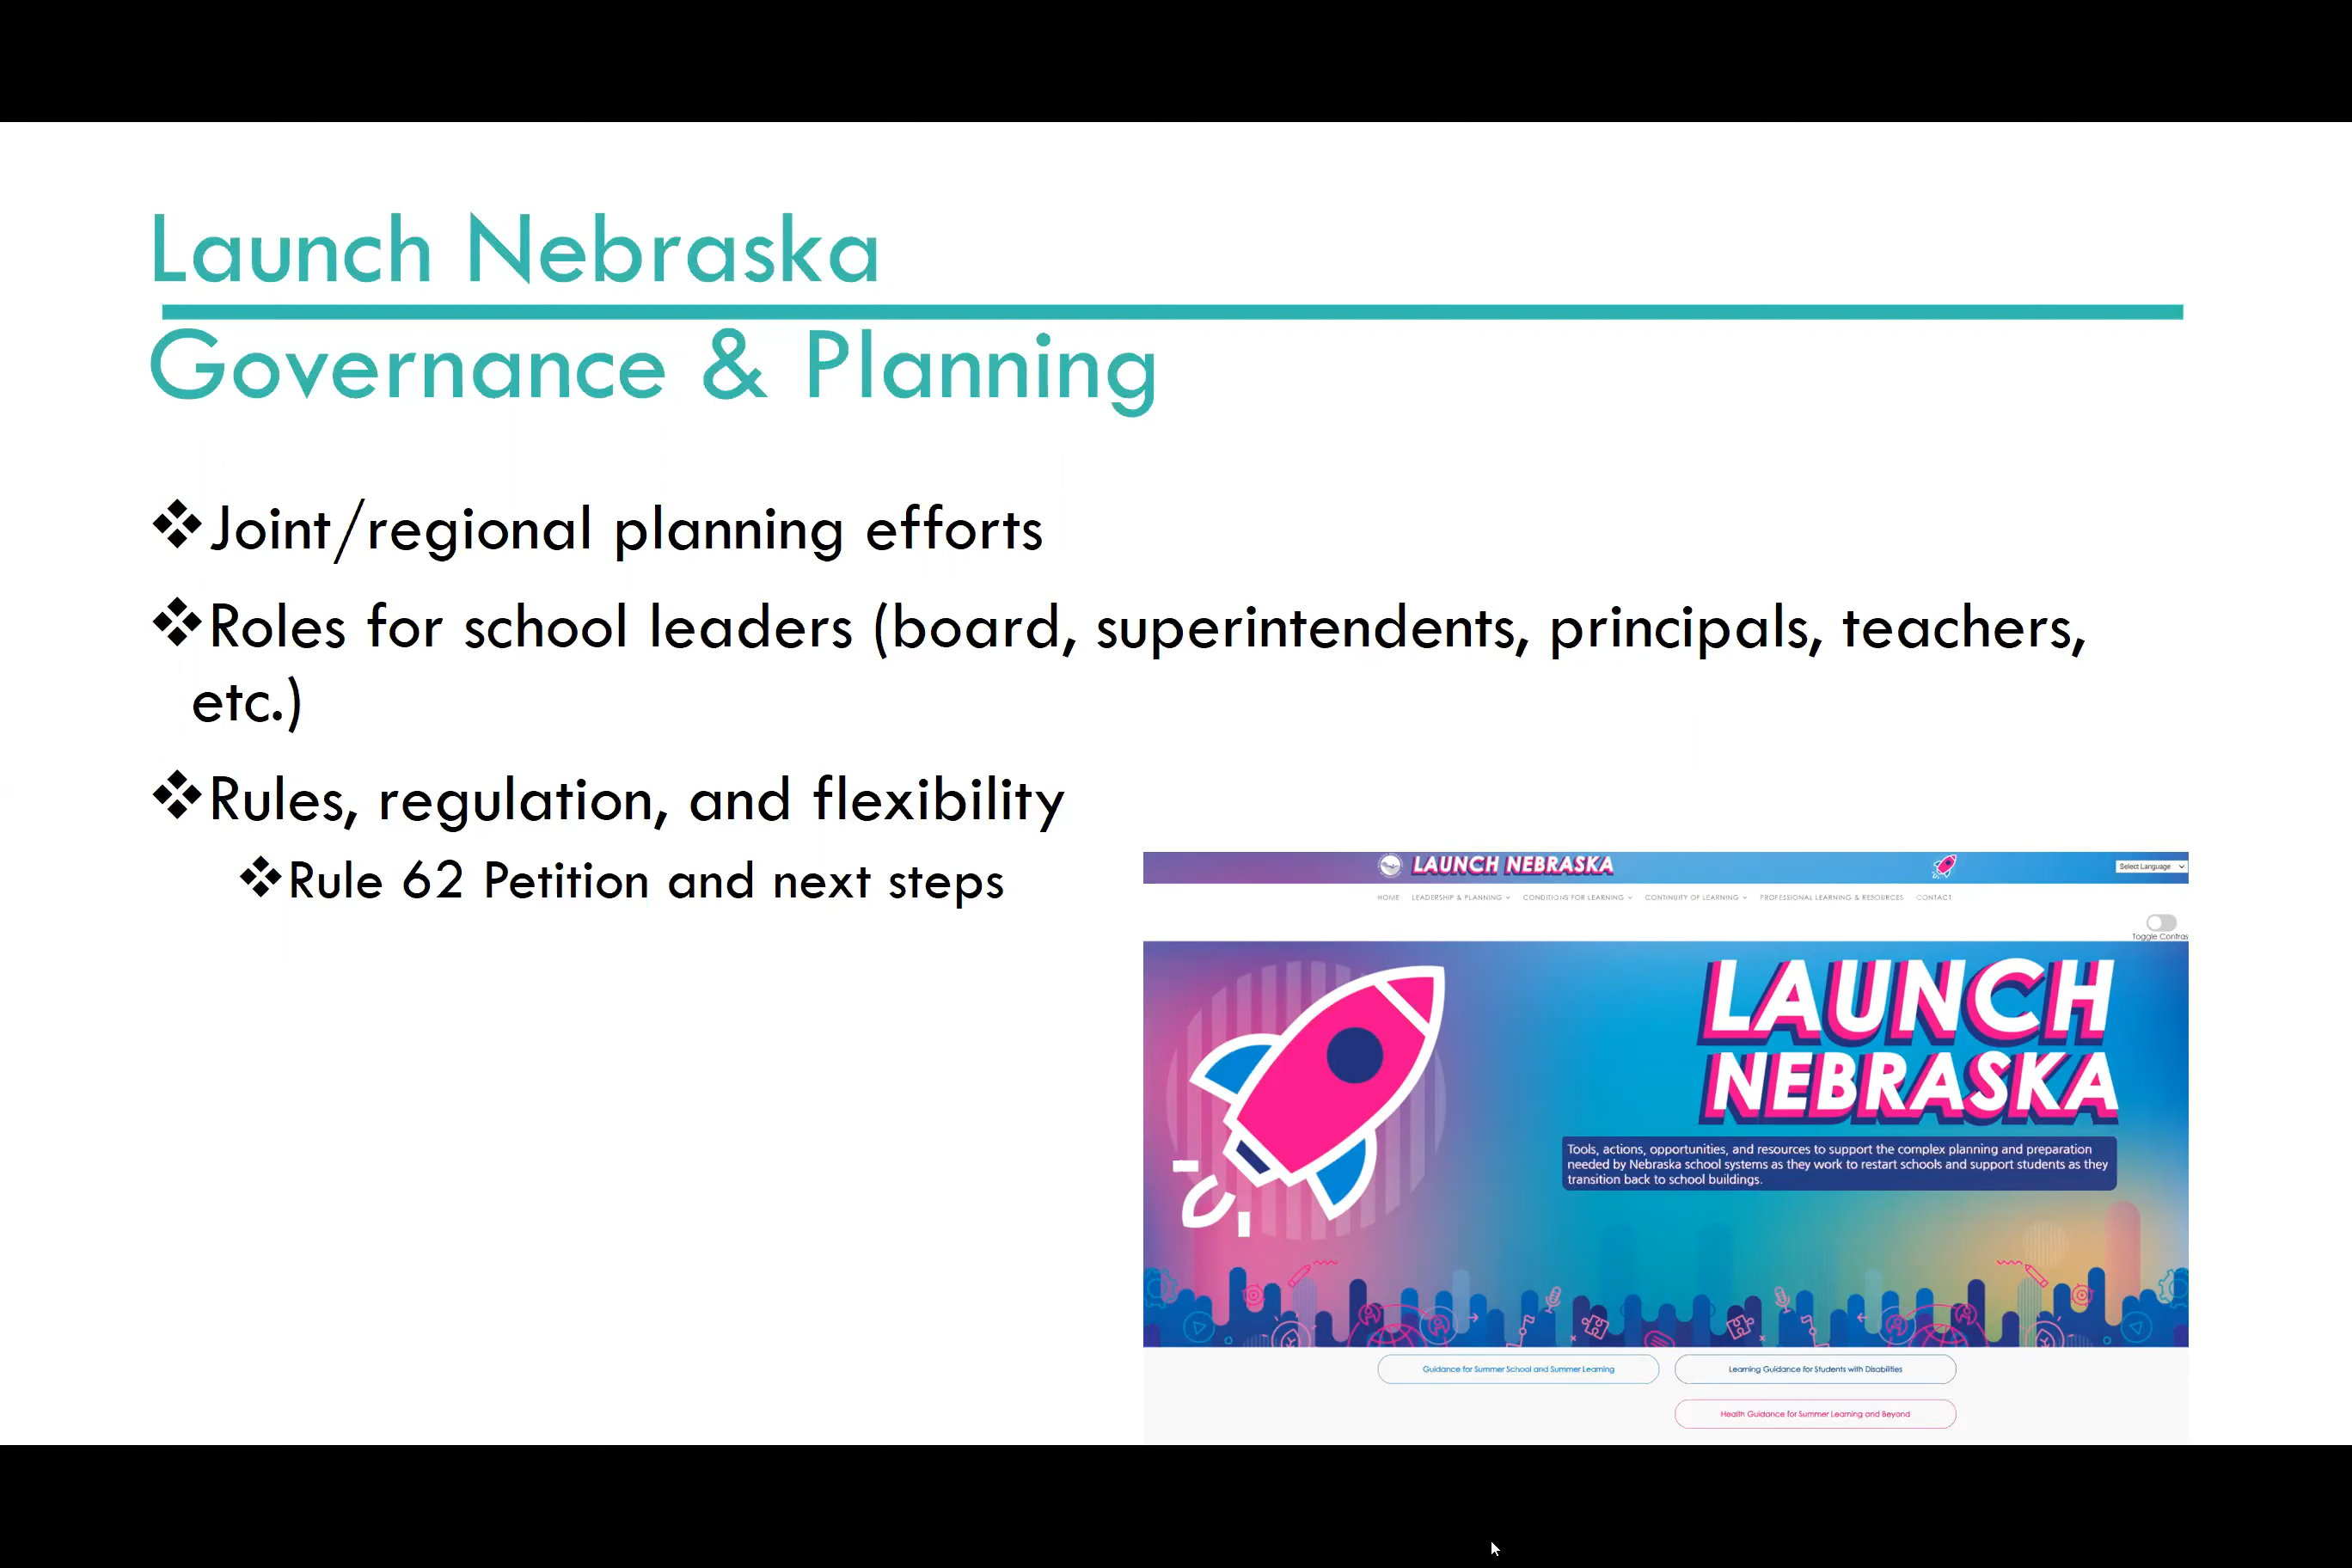 Launch Nebraska
Governance & Planning
❖Joint/regional planning efforts
❖Roles for school leaders (board, superintendents, principals, teachers,
etc.)
❖Rules, regulation, and flexibility
❖Rule 62 Petition and next steps
LAUNCH NEBRASKA
Select Language
HOME LEADERSHIP & PLANNING CONDITIONS FOR LEARNING CONTINUITY OF LEARNING PROFESSIONAL LEARNING & RESOURCES CONTACT
Toggle Contras
LAUNCH
NEBRASKA
Tools, actions, opportunities, and resources to support the complex planning and preparation
needed by Nebraska school systems as they work to restart schools and support students as they
transition back to school buildings.
Guidance for Summer School and Summer Learning
Learning Guidance for Students with Disabilities
Health Guidance for Summer Learning and Beyond